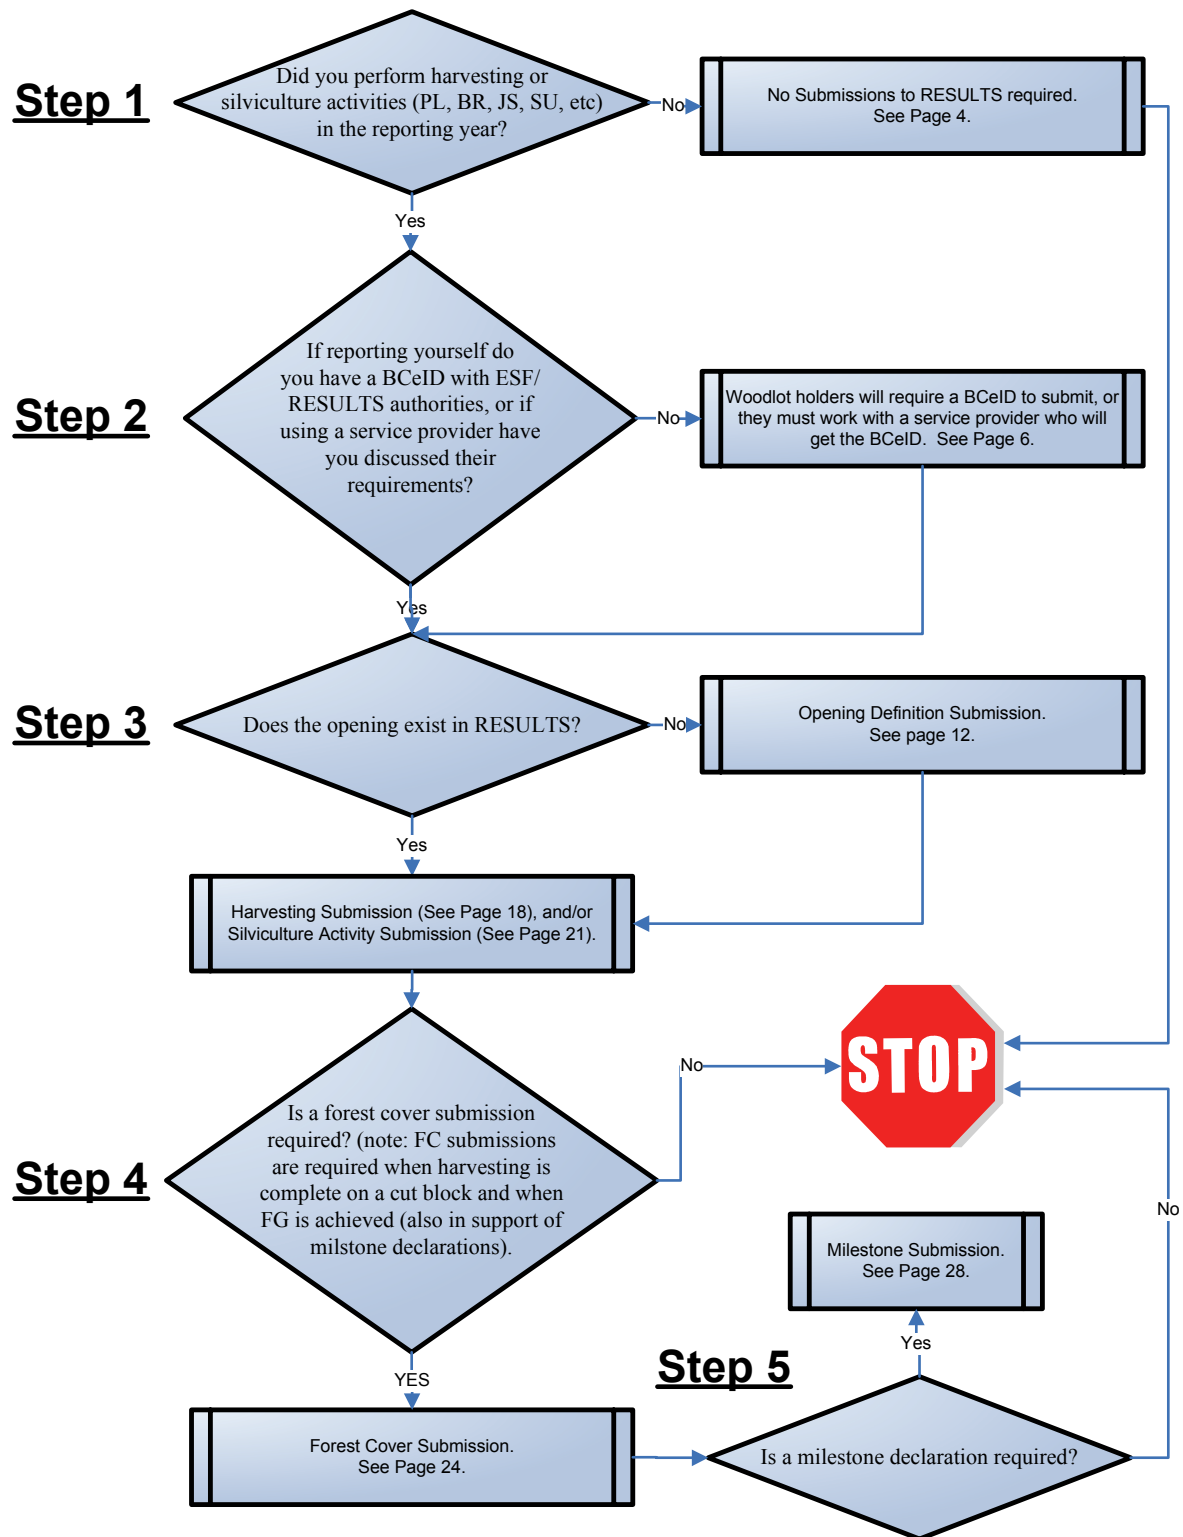 Step 1
Did you perform harvesting or
silviculture activities (PL, BR, JS, SU, etc)
in the reporting year?
No
No Submissions to RESULTS required.
See Page 4.
Yes
Step 2
If reporting yourself do
you have a BCeID with ESF/
RESULTS authorities, or if
using a service provider have
you discussed their
requirements?
No
Woodlot holders will require a BCeID to submit, or
they must work with a service provider who will
get the BCeID.  See Page 6.
Yes
Step 3
Does the opening exist in RESULTS?
No
Opening Definition Submission.
See page 12.
Yes
Harvesting Submission (See Page 18), and/or
Silviculture Activity Submission (See Page 21).
STOP
No
Step 4
Is a forest cover submission
required? (note: FC submissions
are required when harvesting is
complete on a cut block and when
FG is achieved (also in support of
milstone declarations).
No
Milestone Submission.
See Page 28.
Yes
YES
Step 5
Forest Cover Submission.
See Page 24.
Is a milestone declaration required?